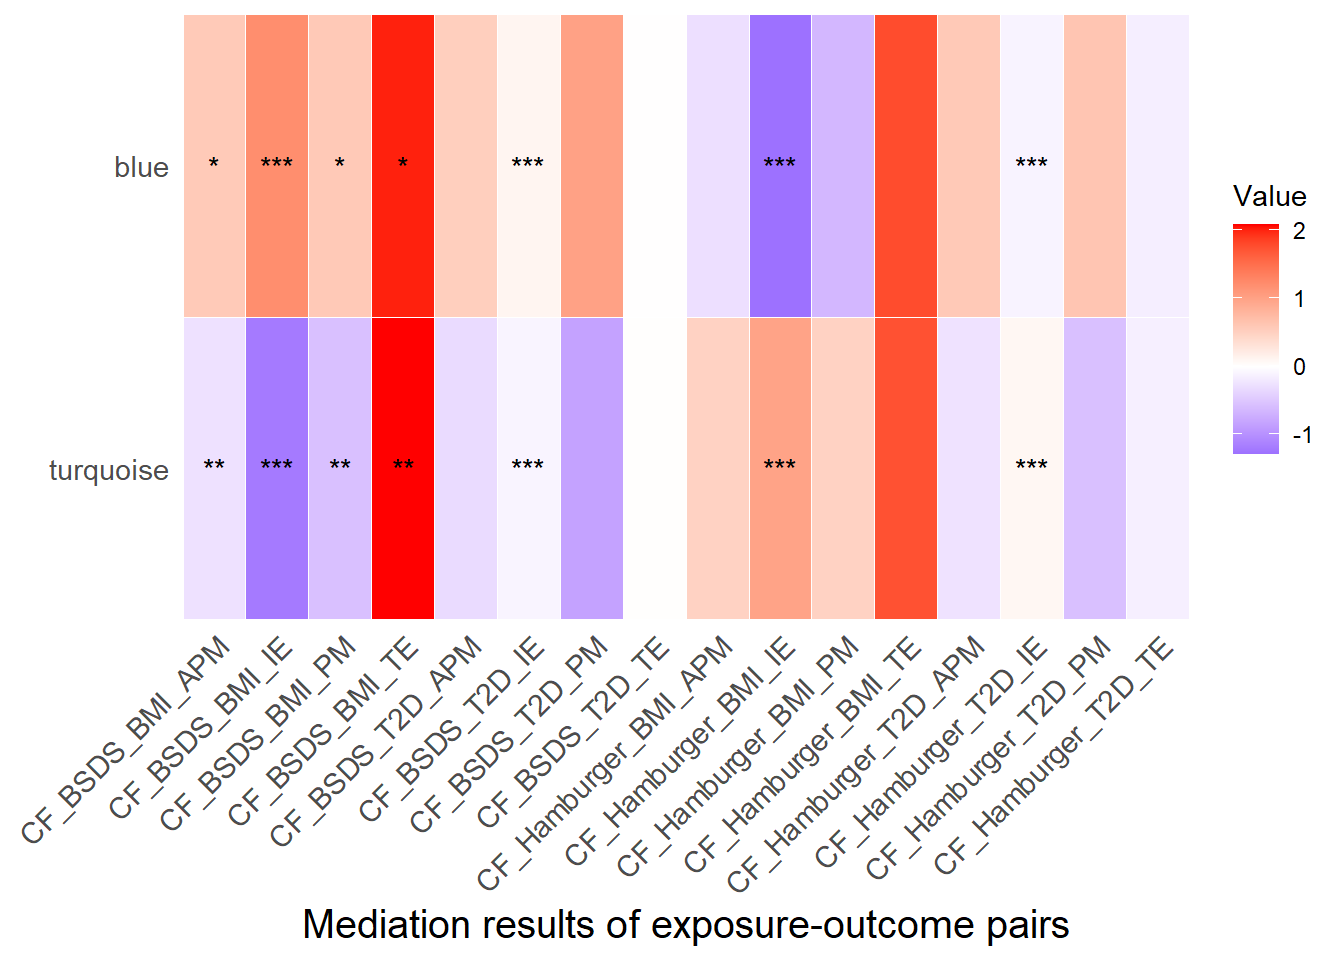 blue
* *** * * *** *** ***
turquoise
** *** ** ** *** *** ***
Value
2
1
0
-1
CF_BSDS_BMI_APM
CF_BSDS_BMI_IE
CF_BSDS_BMI_PM
CF_BSDS_BMI_TE
CF_BSDS_T2D_APM
CF_BSDS_T2D_IE
CF_BSDS_T2D_PM
CF_BSDS_T2D_TE
CF_Hamburger_BMI_APM
CF_Hamburger_BMI_IE
CF_Hamburger_BMI_PM
CF_Hamburger_BMI_TE
CF_Hamburger_T2D_APM
CF_Hamburger_T2D_IE
CF_Hamburger_T2D_PM
CF_Hamburger_T2D_TE
Mediation results of exposure-outcome pairs